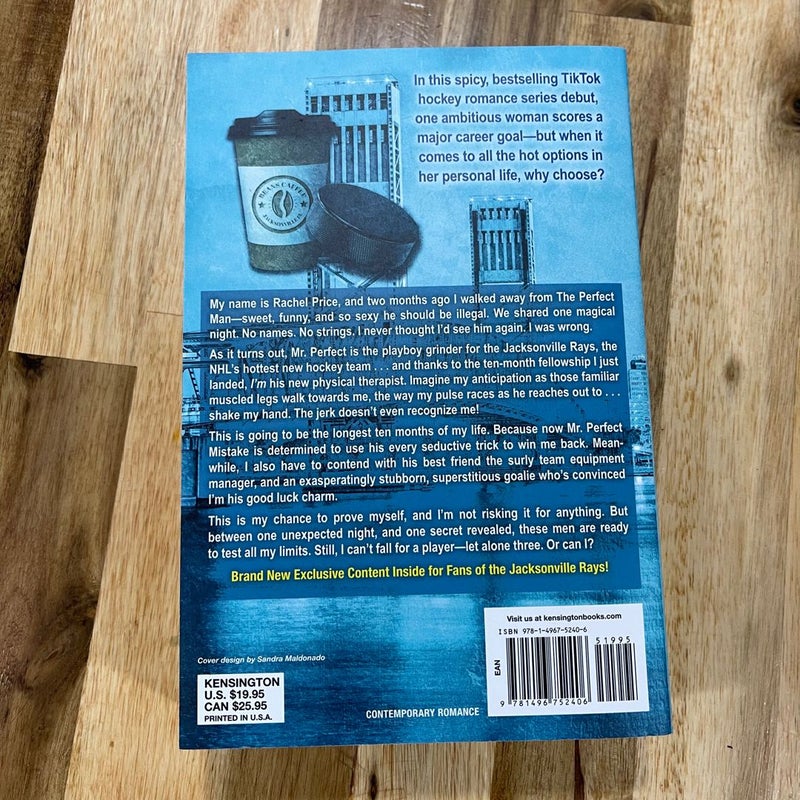 In this spicy, bestselling TikTok
hockey romance series debut,
one ambitious woman scores a
major career goal—but when it
comes to all the hot options in
her personal life, why choose?
BEANS COFFEE
JACKSONVILLE
My name is Rachel Price, and two months ago I walked away from The Perfect
Man—sweet, funny, and so sexy he should be illegal. We shared one magical
night. No names. No strings. I never thought I'd see him again. I was wrong.
As it turns out, Mr. Perfect is the playboy grinder for the Jacksonville Rays, the
NHL's hottest new hockey team . . . and thanks to the ten-month fellowship I just
landed, I'm his new physical therapist. Imagine my anticipation as those familiar
muscled legs walk towards me, the way my pulse races as he reaches out to . . .
shake my hand. The jerk doesn't even recognize me!
This is going to be the longest ten months of my life. Because now Mr. Perfect
Mistake is determined to use his every seductive trick to win me back. Mean-
while, I also have to contend with his best friend the surly team equipment
manager, and an exasperatingly stubborn, superstitious goalie who's convinced
I'm his good luck charm.
This is my chance to prove myself, and I'm not risking it for anything. But
between one unexpected night, and one secret revealed, these men are ready
to test all my limits. Still, I can't fall for a player—let alone three. Or can I?
Brand New Exclusive Content Inside for Fans of the Jacksonville Rays!
Cover design by Sandra Maldonado
KENSINGTON
U.S. $19.95
CAN $25.95
PRINTED IN U.S.A.
CONTEMPORARY ROMANCE
Visit us at kensingtonbooks.com
ISBN 978-1-4967-5240-6
51995
EAN
9 781496 752406